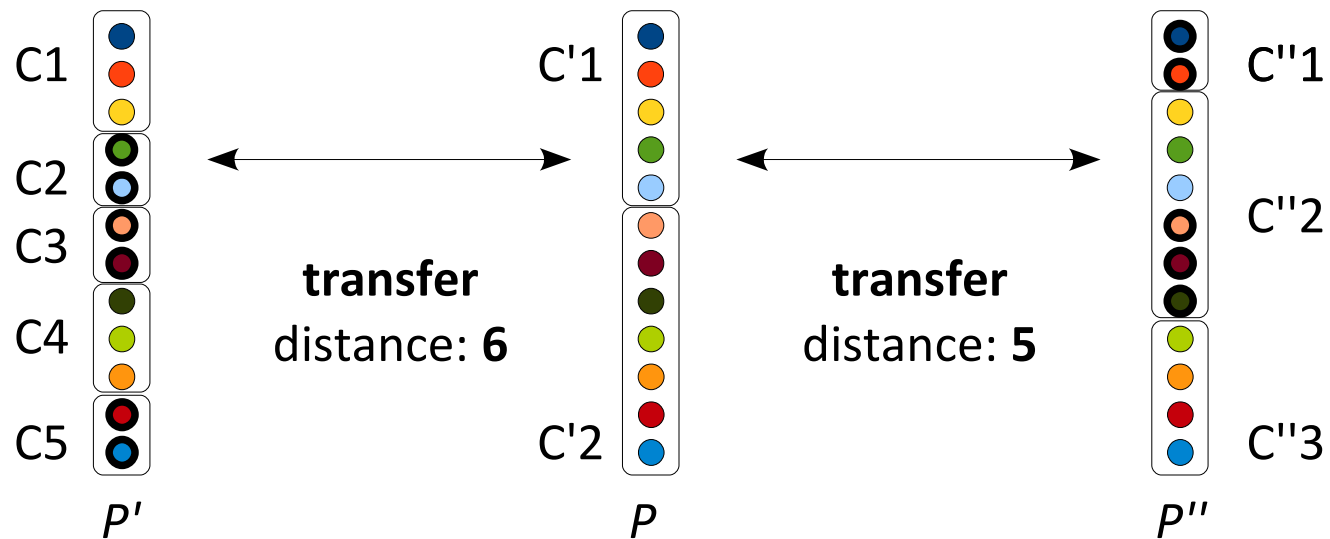 C1
C2
C3
C4
C5
P'
transfer
distance: 6
C'1
C'2
P
transfer
distance: 5
C''1
C''2
C''3
P''